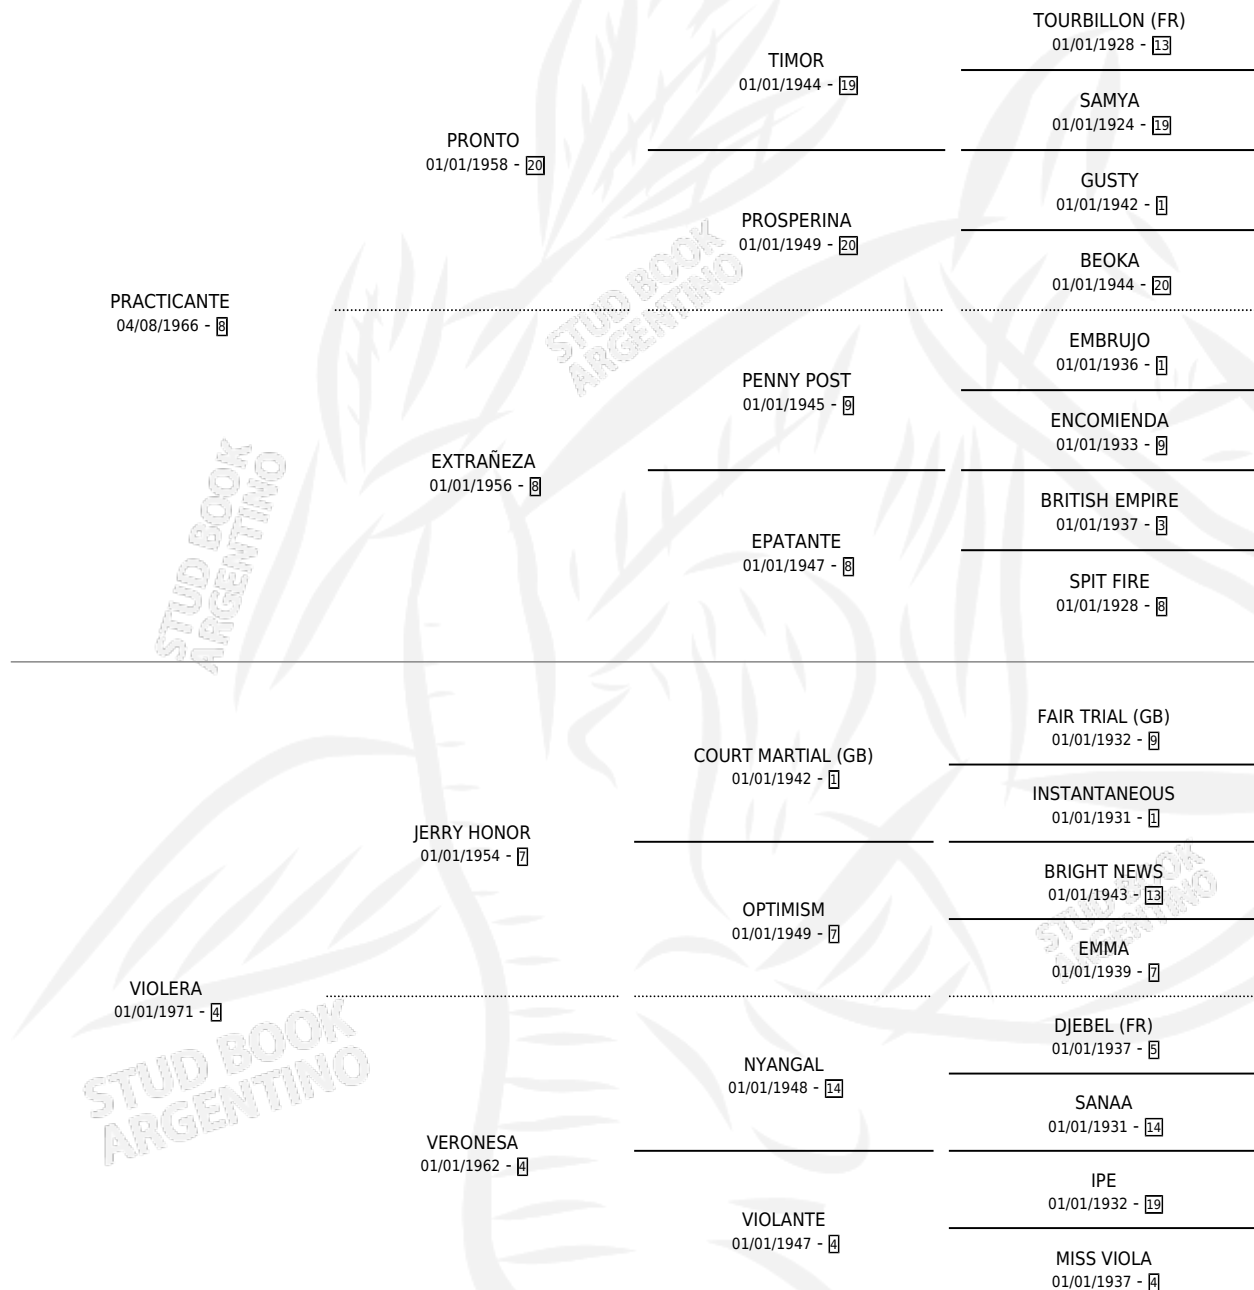 TOURBILLON (FR)
01/01/1928 - 13
TIMOR
01/01/1944 - 19
SAMYA
01/01/1924 - 19
PRONTO
01/01/1958 - 20
GUSTY
01/01/1942 - 1
PROSPERINA
01/01/1949 - 20
BEOKA
01/01/1944 - 20
PRACTICANTE
04/08/1966 - 8
EMBRUJO
01/01/1936 - 1
PENNY POST
01/01/1945 - 9
ENCOMIENDA
01/01/1933 - 9
EXTRAÑEZA
01/01/1956 - 8
BRITISH EMPIRE
01/01/1937 - 3
EPATANTE
01/01/1947 - 8
SPIT FIRE
01/01/1928 - 8
STUD BOOK
ARGENTINO
STUD BOOK
ARGENTINO
FAIR TRIAL (GB)
01/01/1932 - 9
COURT MARTIAL (GB)
01/01/1942 - 1
INSTANTANEOUS
01/01/1931 - 1
JERRY HONOR
01/01/1954 - 7
BRIGHT NEWS
01/01/1943 - 13
OPTIMISM
01/01/1949 - 7
EMMA
01/01/1939 - 7
STUD BOOK
ARGENTINO
VIOLERA
01/01/1971 - 4
DJEBEL (FR)
01/01/1937 - 5
NYANGAL
01/01/1948 - 14
SANAA
01/01/1931 - 14
STUD BOOK
ARGENTINO
VERONESA
01/01/1962 - 4
IPE
01/01/1932 - 19
VIOLANTE
01/01/1947 - 4
MISS VIOLA
01/01/1937 - 4